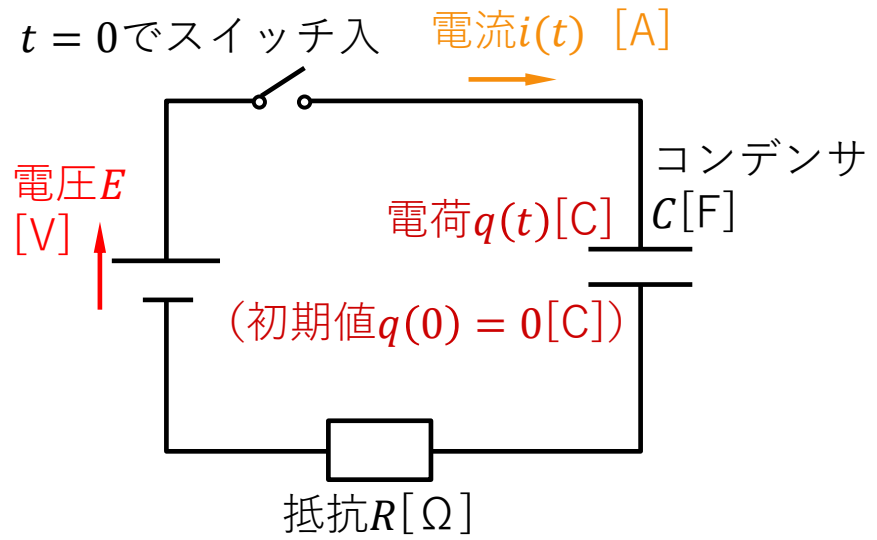 t = 0でスイッチ入
電流i(t) [A]
電圧E
[V]
コンデンサ
C[F]
電荷q(t)[C]
（初期値q(0) = 0[C]）
抵抗R[Ω]